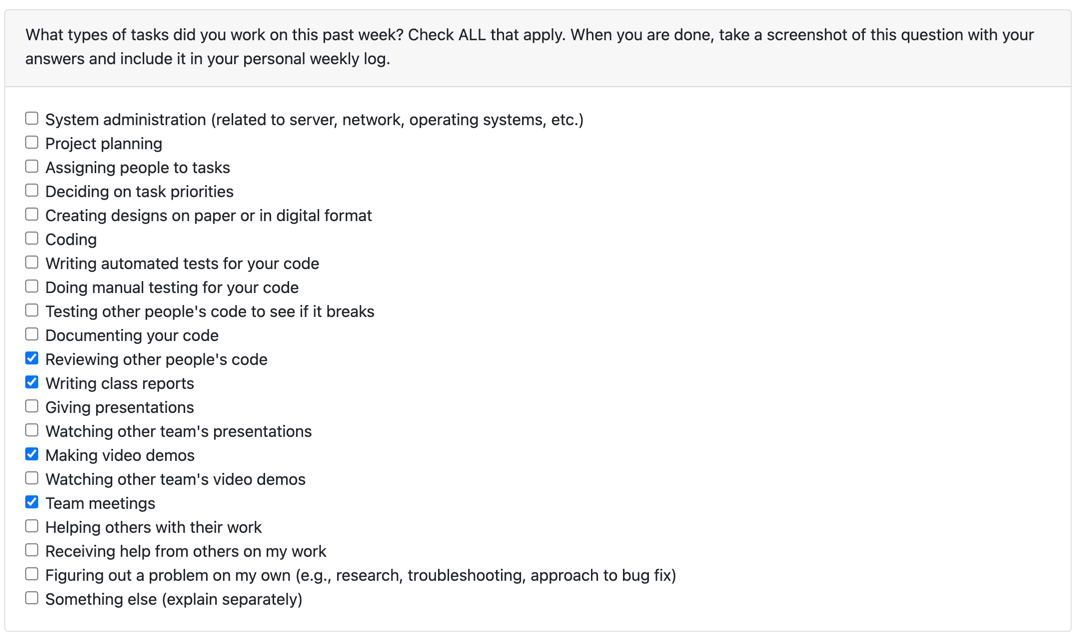 What types of tasks did you work on this past week? Check ALL that apply. When you are done, take a screenshot of this question with your
answers and include it in your personal weekly log.
System administration (related to server, network, operating systems, etc.)
Project planning
Assigning people to tasks
Deciding on task priorities
Creating designs on paper or in digital format
Coding
Writing automated tests for your code
Doing manual testing for your code
Testing other people's code to see if it breaks
Documenting your code
Reviewing other people's code
Writing class reports
Giving presentations
Watching other team's presentations
Making video demos
Watching other team's video demos
Team meetings
Helping others with their work
Receiving help from others on my work
Figuring out a problem on my own (e.g., research, troubleshooting, approach to bug fix)
Something else (explain separately)